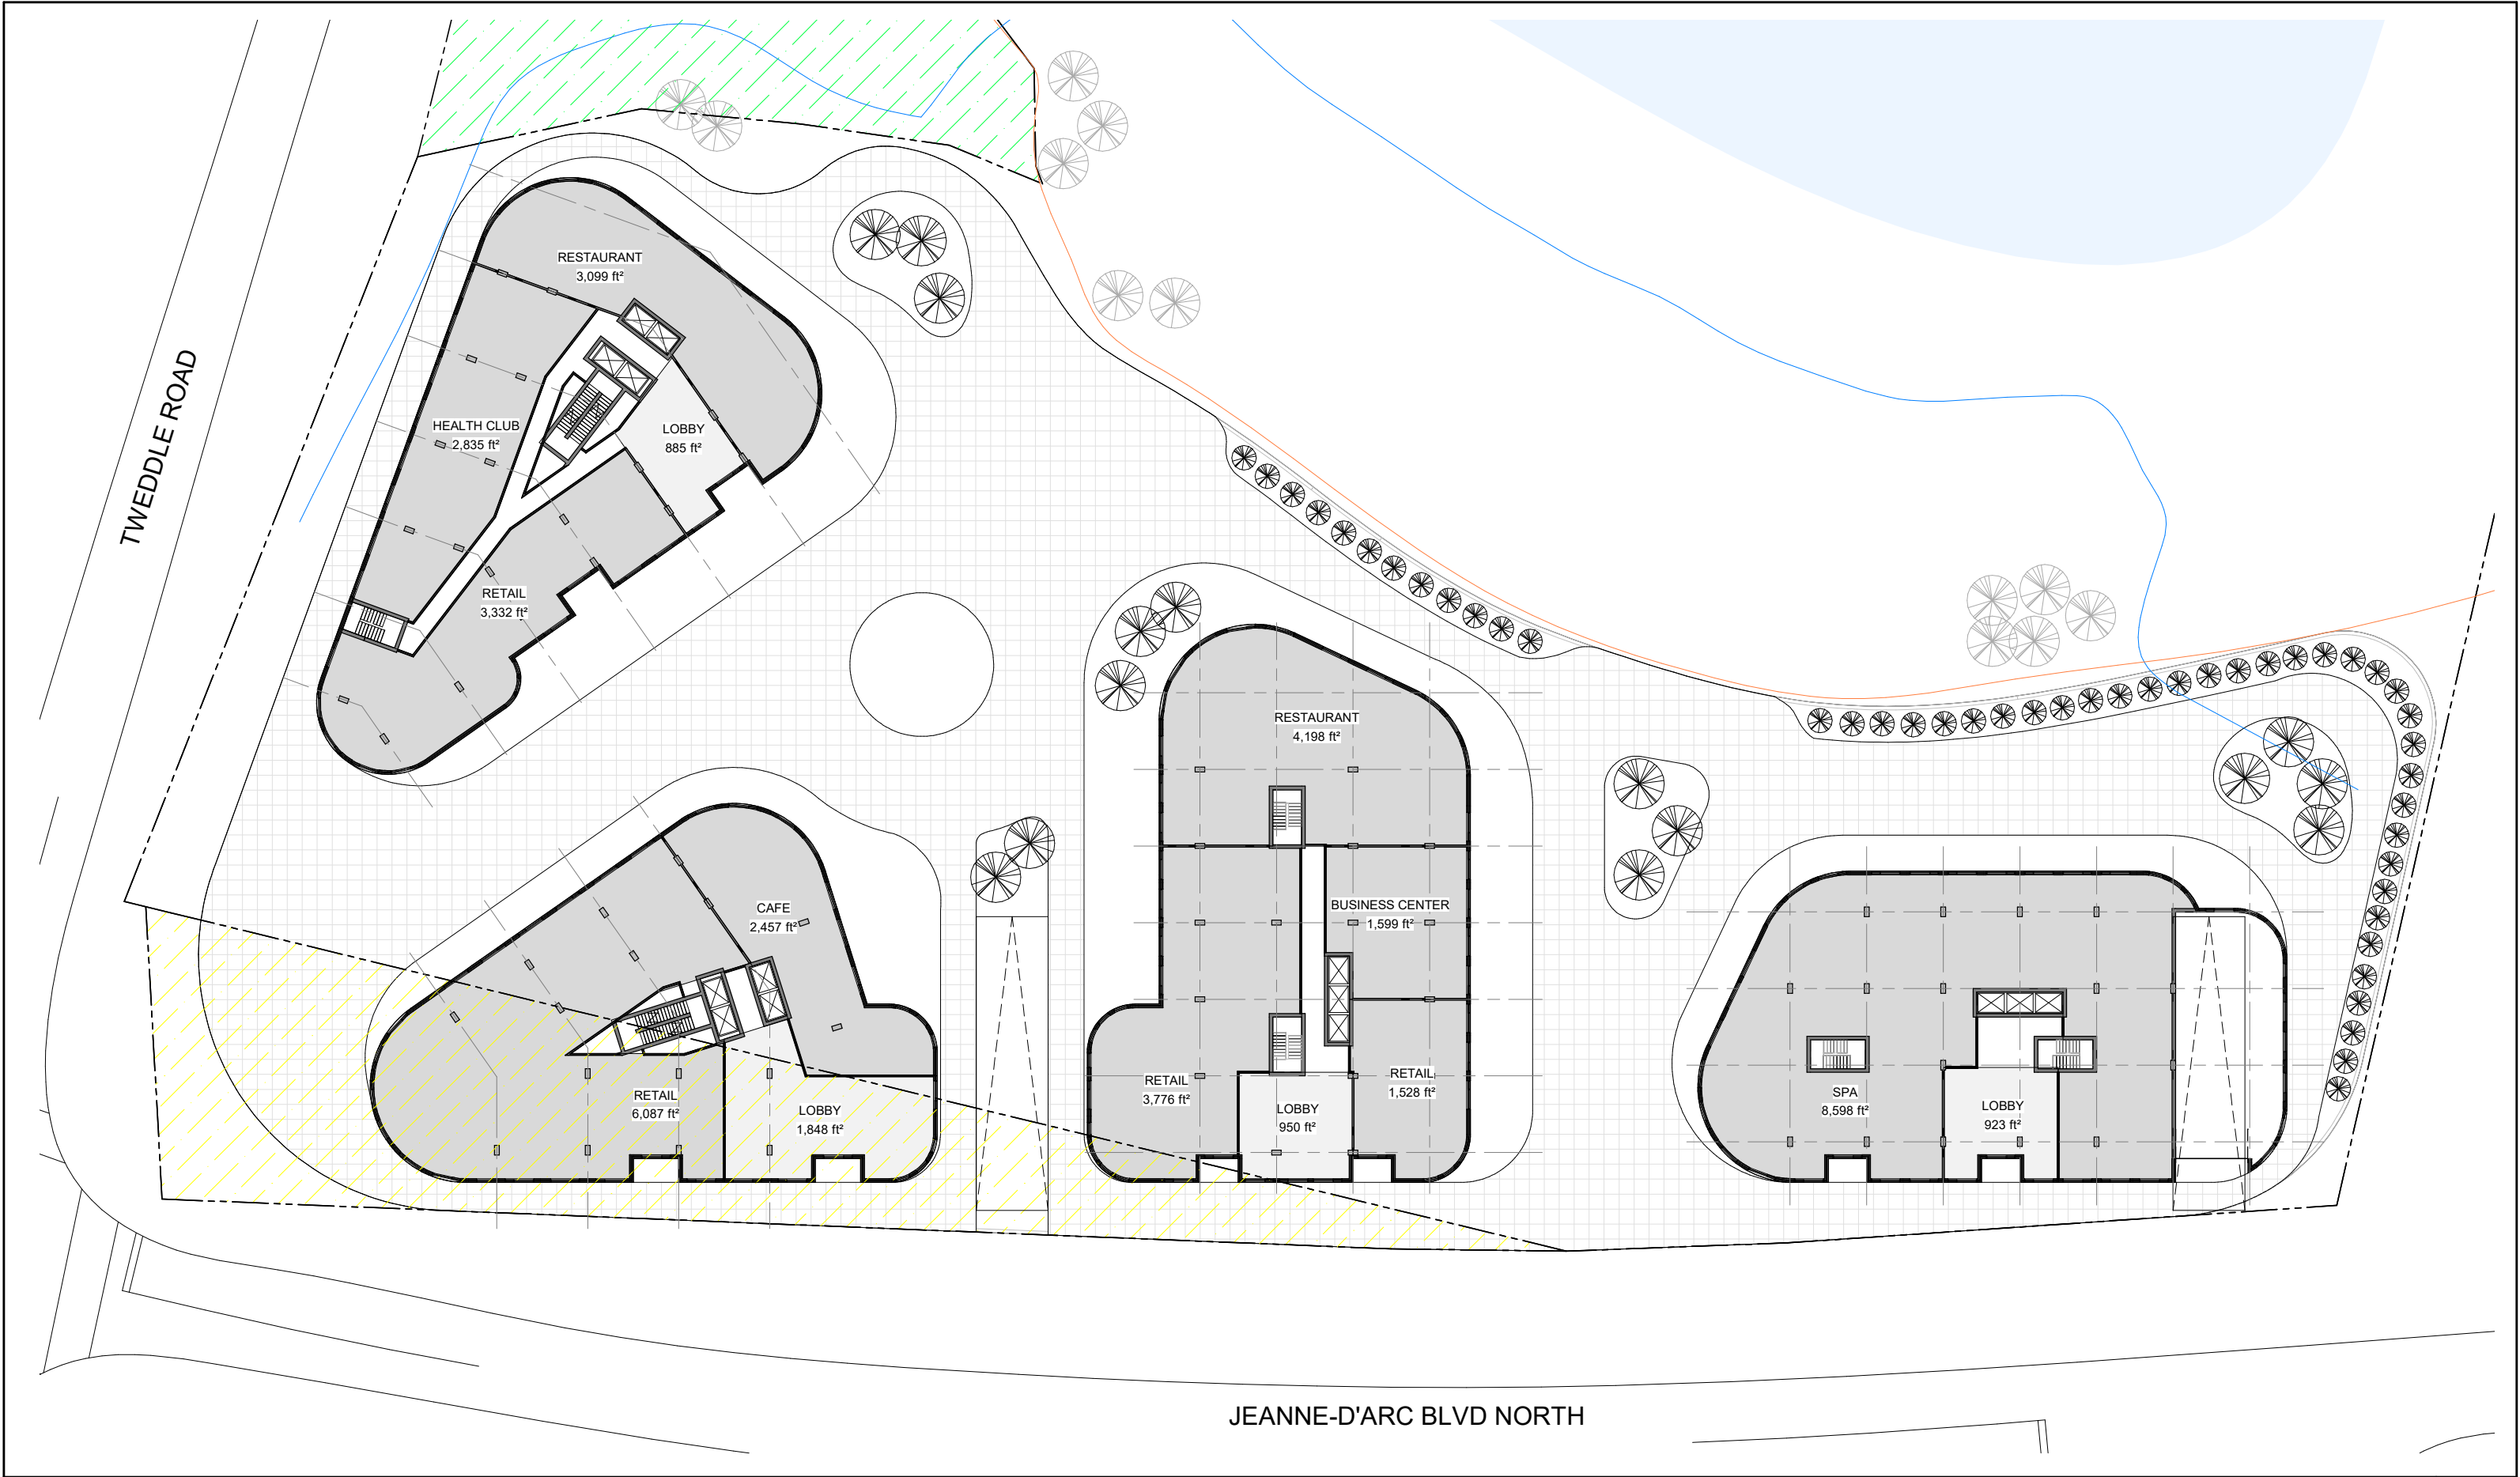 RESTAURANT
3,099 ft²
HEALTH CLUB
2,835 ft²
LOBBY
885 ft²
RETAIL
3,332 ft²
TWEDDLE ROAD
CAFE
2,457 ft²
RETAIL
6,087 ft²
LOBBY
1,848 ft²
RESTAURANT
4,198 ft²
BUSINESS CENTER
1,599 ft²
RETAIL
3,776 ft²
LOBBY
950 ft²
RETAIL
1,528 ft²
SPA
8,598 ft²
LOBBY
923 ft²
JEANNE-D'ARC BLVD NORTH